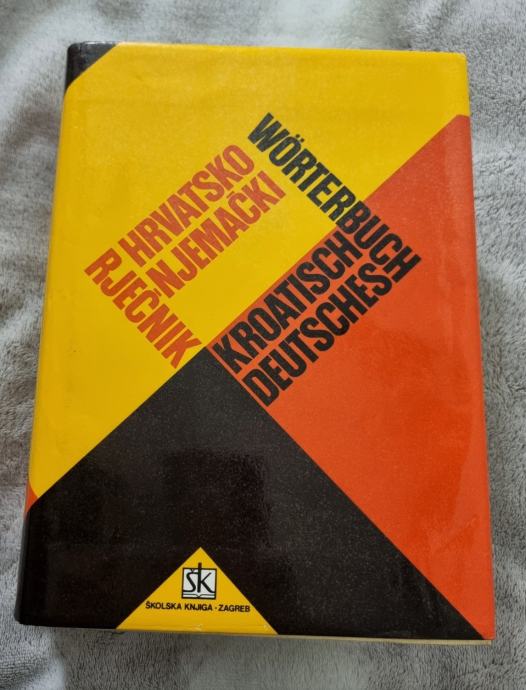 HRVATSKO
NJEMAČKI
RJEČNIK
WÖRTERBUCH
KROATISCH
DEUTSCHES
ŠK
ŠKOLSKA KNJIGA · ZAGREB